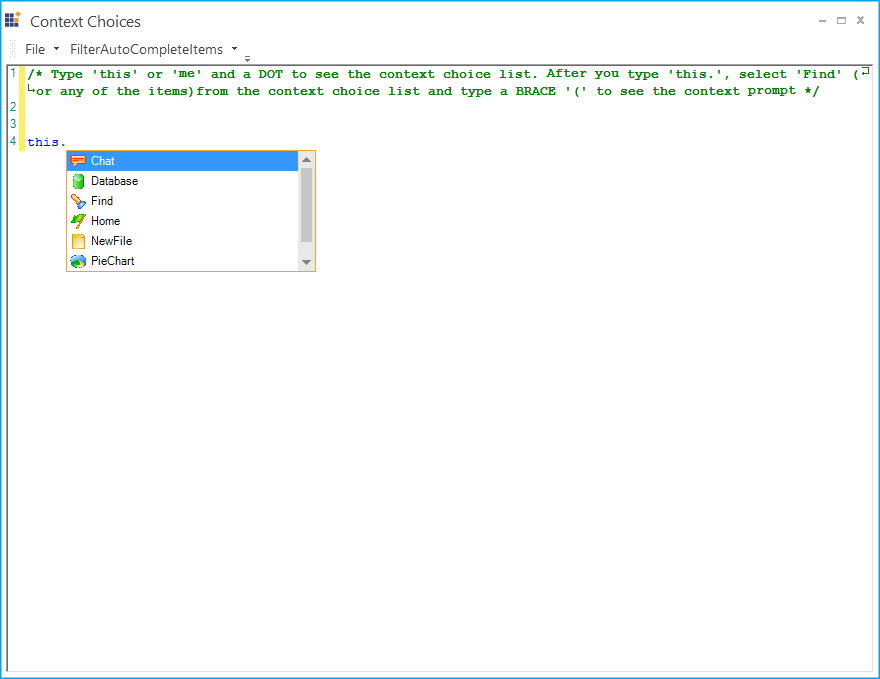 Context Choices
File FilterAutoCompleteItems
1 /* Type 'this' or 'me' and a DOT to see the context choice list. After you type 'this.', select 'Find' (
or any of the items)from the context choice list and type a BRACE '(' to see the context prompt */
2
3
4 this.
Chat
Database
Find
Home
NewFile
PieChart